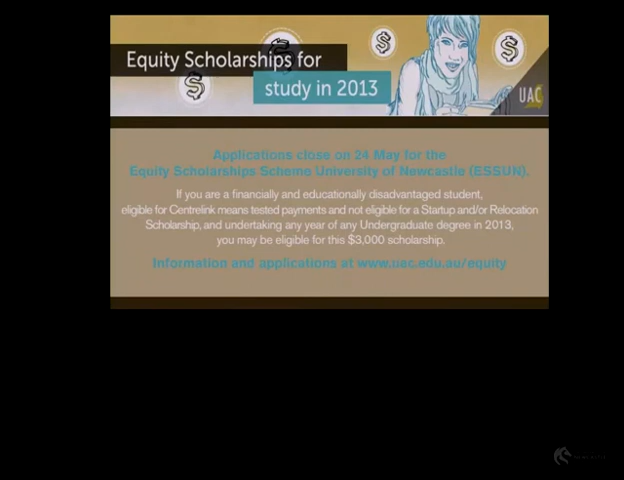 Equity Scholarships for
study in 2013
UAC
Applications close on 24 May for the
Equity Scholarships Scheme University of Newcastle (ESSUN).
If you are a financially and educationally disadvantaged student,
eligible for Centrelink means tested payments and not eligible for a Startup and/or Relocation
Scholarship, and undertaking any year of any Undergraduate degree in 2013,
you may be eligible for this $3,000 scholarship.
Information and applications at www.uac.edu.au/equity